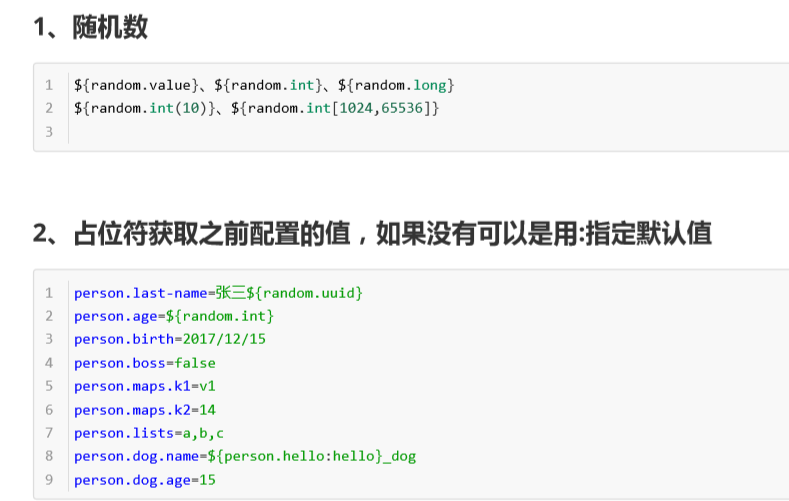 1、随机数
1 ${random.value}、${random.int}、${random.long}
2 ${random.int(10)}、${random.int[1024,65536]}
3
2、占位符获取之前配置的值，如果没有可以是用:指定默认值
1 person.last-name=张三${random.uuid}
2 person.age=${random.int}
3 person.birth=2017/12/15
4 person.boss=false
5 person.maps.k1=v1
6 person.maps.k2=14
7 person.lists=a,b,c
8 person.dog.name=${person.hello:hello}_dog
9 person.dog.age=15